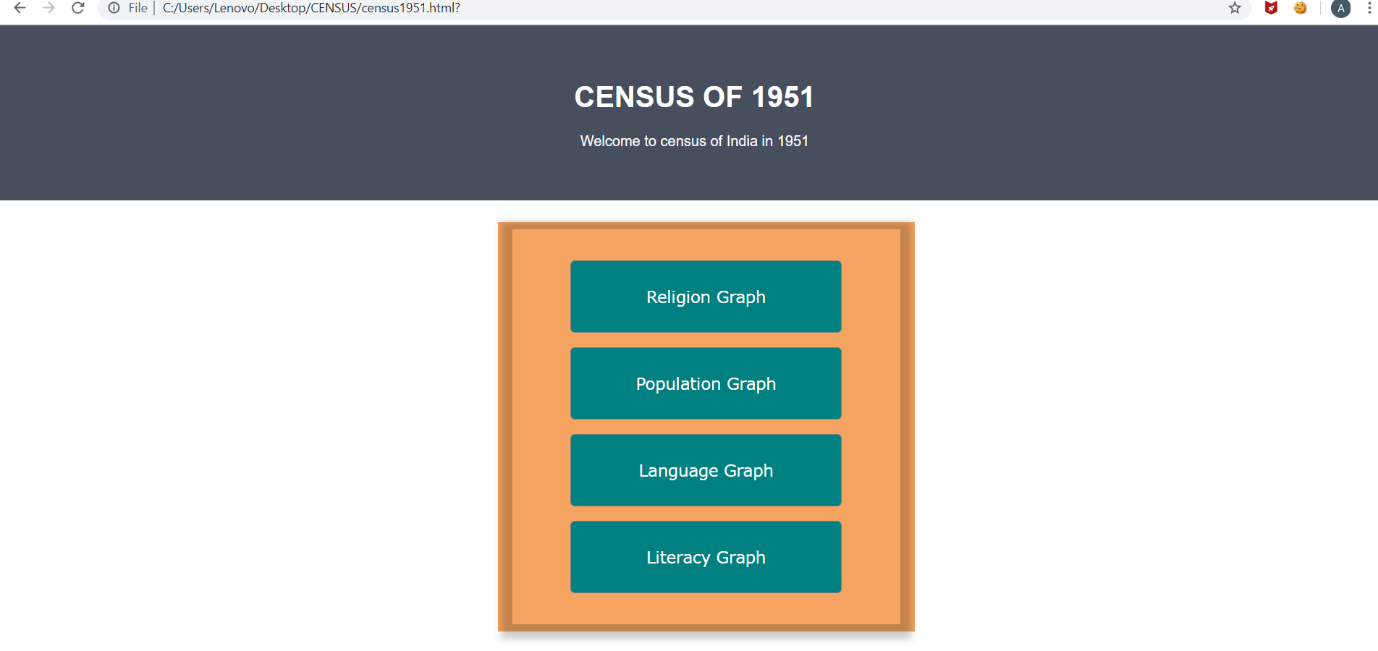 File | C:/Users/Lenovo/Desktop/CENSUS/census1951.html?
A
CENSUS OF 1951
Welcome to census of India in 1951
Religion Graph
Population Graph
Language Graph
Literacy Graph